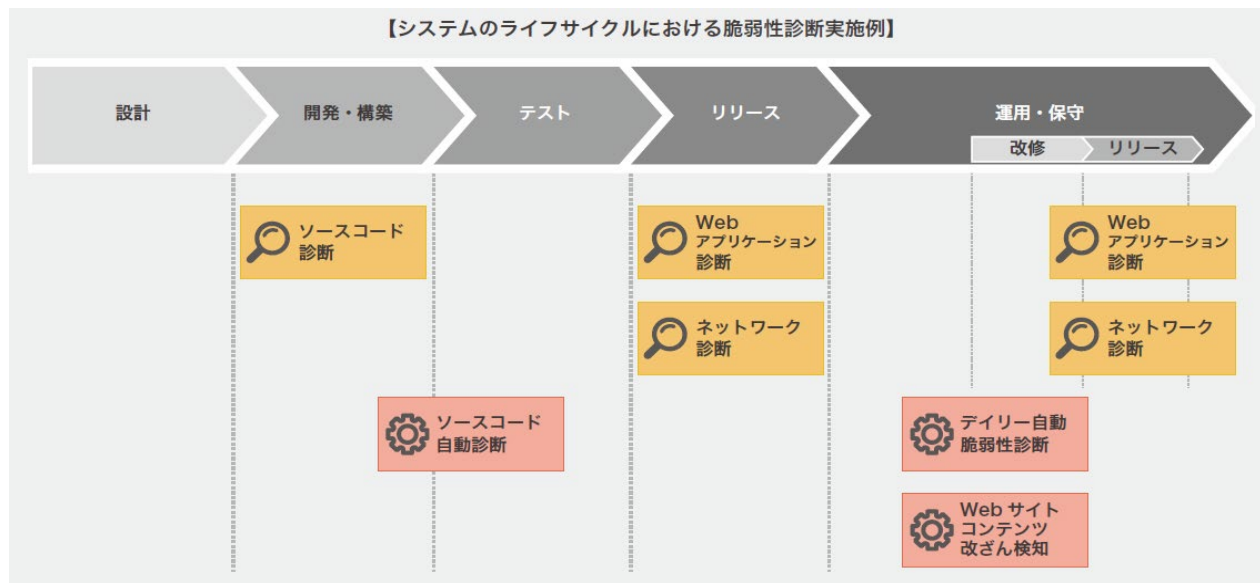 【システムのライフサイクルにおける脆弱性診断実施例】
設計
開発・構築
テスト
リリース
運用・保守
改修
リリース
ソースコード
診断
Web
アプリケーション
診断
Web
アプリケーション
診断
ネットワーク
診断
ネットワーク
診断
ソースコード
自動診断
デイリー自動
脆弱性診断
Web サイト
コンテンツ
改ざん検知